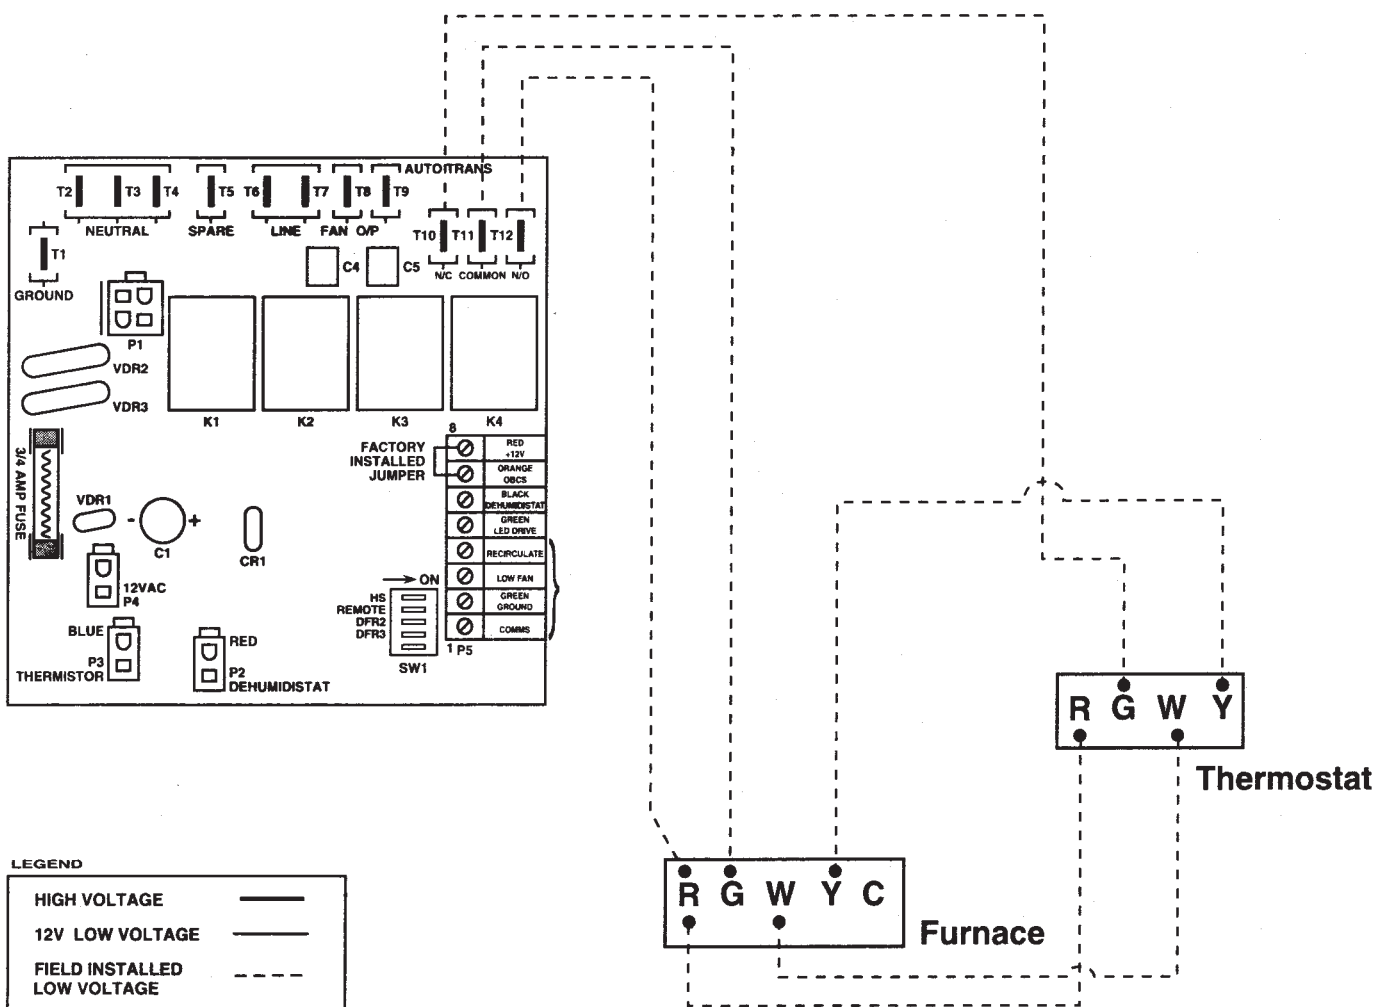 AUTO TRANS
T2 T3 T4 T5 T6 T7 T8 T9
NEUTRAL SPARE LINE FAN O/P
T10 T11 T12
N/C COMMON N/O
T1
GROUND
C4 C5
P1
VDR2
VDR3
K1 K2 K3 K4
3/4 AMP FUSE
VDR1
- +
C1
CR1
12VAC
P4
BLUE
P3
THERMISTOR
RED
P2
DEHUMIDISTAT
FACTORY
INSTALLED
JUMPER
8
RED
+12V
ORANGE
OBCS
BLACK
DEHUMIDISTAT
GREEN
LED DRIVE
RECIRCULATE
LOW FAN
GREEN
GROUND
COMMS
1 P5
ON
HS
REMOTE
DFR2
DFR3
SW1
R G W Y
Thermostat
R G W Y C
Furnace
LEGEND
HIGH VOLTAGE
12V LOW VOLTAGE
FIELD INSTALLED
LOW VOLTAGE